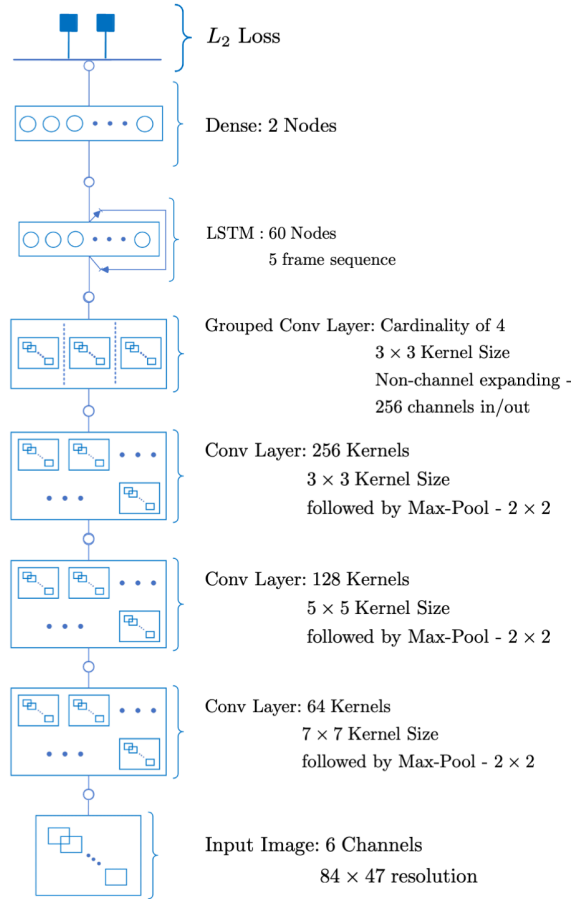 L₂ Loss
Dense: 2 Nodes
LSTM : 60 Nodes
5 frame sequence
Grouped Conv Layer: Cardinality of 4
3 × 3 Kernel Size
Non-channel expanding -
256 channels in/out
Conv Layer: 256 Kernels
3 × 3 Kernel Size
followed by Max-Pool - 2 × 2
Conv Layer: 128 Kernels
5 × 5 Kernel Size
followed by Max-Pool - 2 × 2
Conv Layer: 64 Kernels
7 × 7 Kernel Size
followed by Max-Pool - 2 × 2
Input Image: 6 Channels
84 × 47 resolution